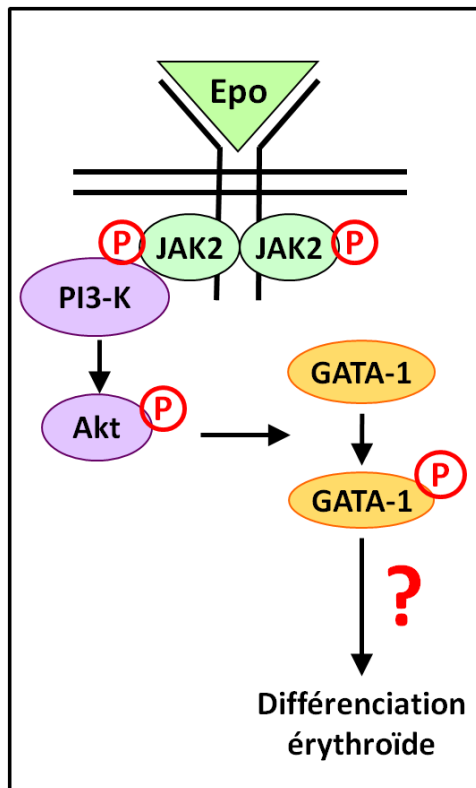 Epo
P JAK2 JAK2 P
PI3-K
Akt P
GATA-1
GATA-1 P
?
Différenciation
érythroïde